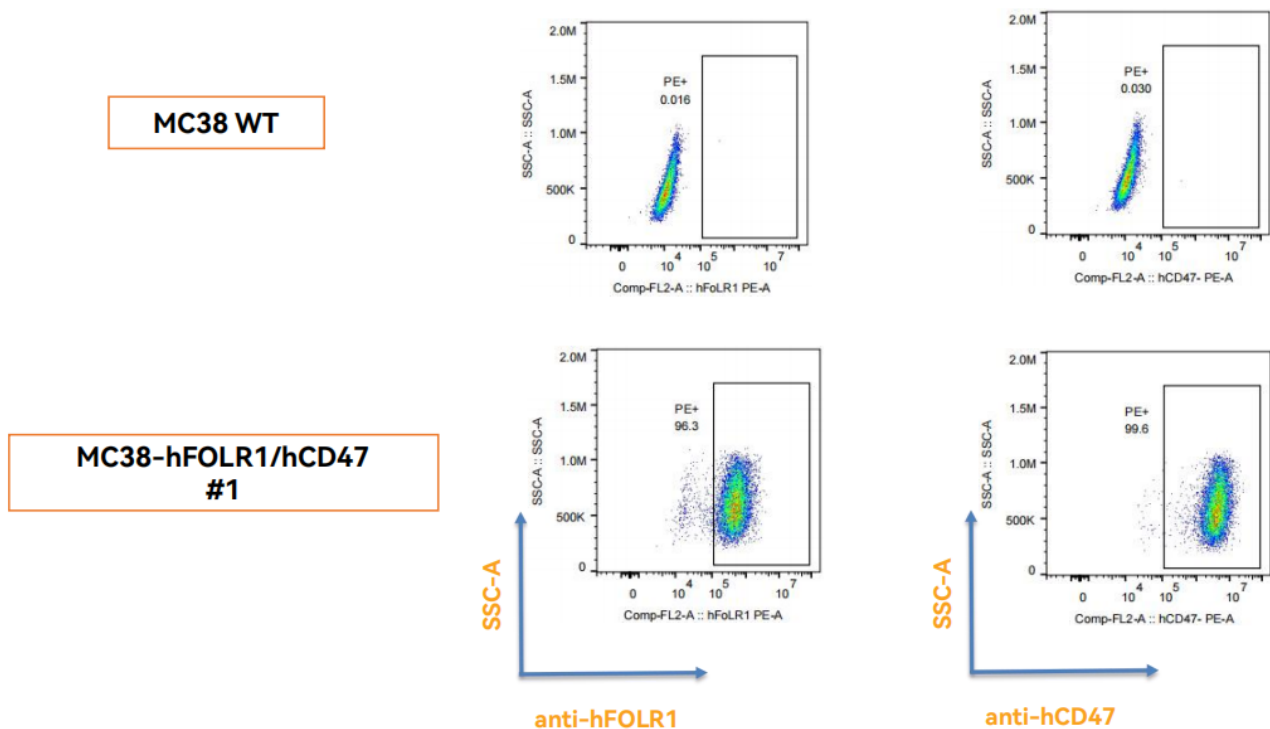 MC38 WT
2.0M
1.5M
1.0M
500K
0
SSC-A :: SSC-A
PE+
0.016
0 10^4 10^5 10^7
Comp-FL2-A :: hFoLR1 PE-A
2.0M
1.5M
1.0M
500K
0
SSC-A :: SSC-A
PE+
0.030
0 10^4 10^5 10^7
Comp-FL2-A :: hCD47- PE-A
MC38-hFOLR1/hCD47
#1
2.0M
1.5M
1.0M
500K
0
SSC-A :: SSC-A
PE+
96.3
0 10^4 10^5 10^7
Comp-FL2-A :: hFoLR1 PE-A
SSC-A
anti-hFOLR1
2.0M
1.5M
1.0M
500K
0
SSC-A :: SSC-A
PE+
99.6
0 10^4 10^5 10^7
Comp-FL2-A :: hCD47- PE-A
SSC-A
anti-hCD47